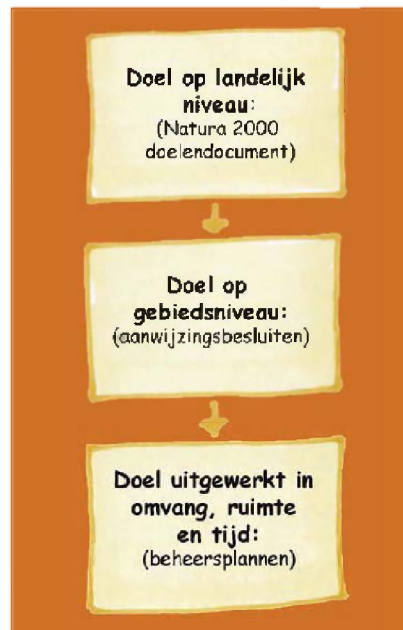 Doel op landelijk
niveau:
(Natura 2000
doelendocument)
Doel op
gebiedsniveau:
(aanwijzingsbesluiten)
Doel uitgewerkt in
omvang, ruimte
en tijd:
(beheersplannen)